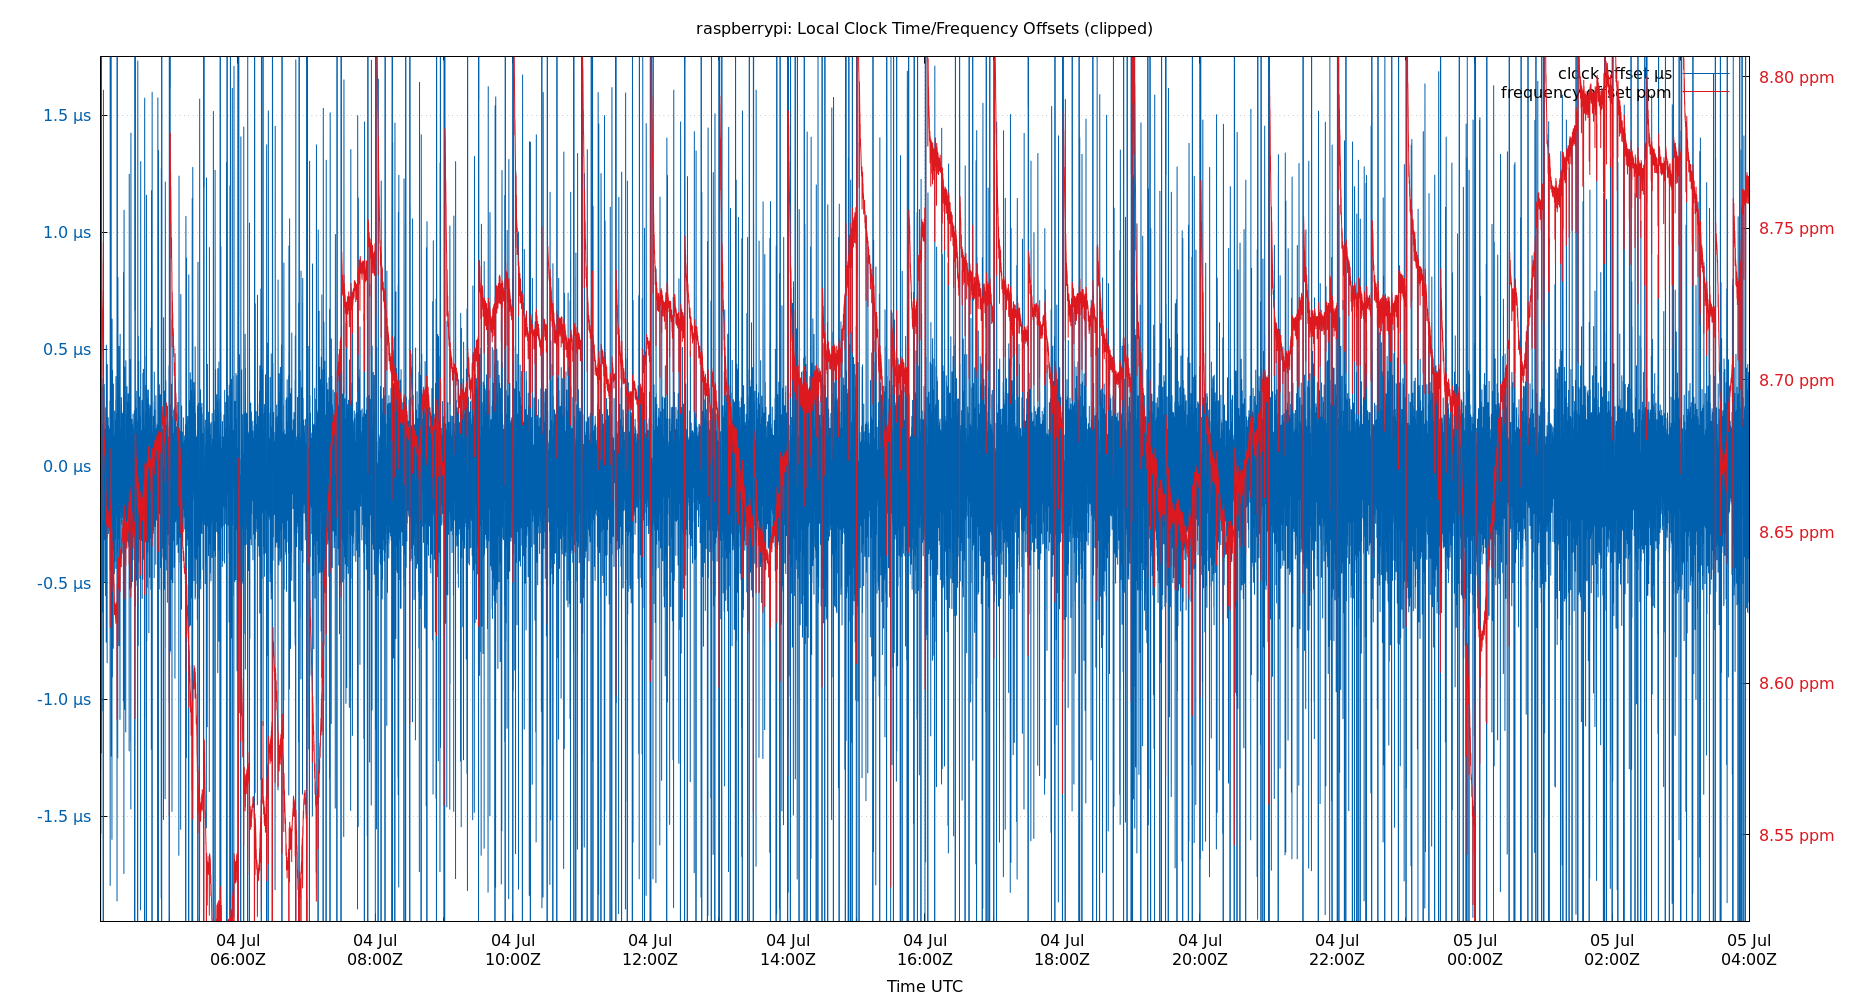 raspberrypi: Local Clock Time/Frequency Offsets (clipped)
clock offset µs
frequency offset ppm
1.5 µs
1.0 µs
0.5 µs
0.0 µs
-0.5 µs
-1.0 µs
-1.5 µs
8.80 ppm
8.75 ppm
8.70 ppm
8.65 ppm
8.60 ppm
8.55 ppm
04 Jul 04 Jul 04 Jul 04 Jul 04 Jul 04 Jul 04 Jul 04 Jul 04 Jul 05 Jul 05 Jul 05 Jul
06:00Z 08:00Z 10:00Z 12:00Z 14:00Z 16:00Z 18:00Z 20:00Z 22:00Z 00:00Z 02:00Z 04:00Z
Time UTC